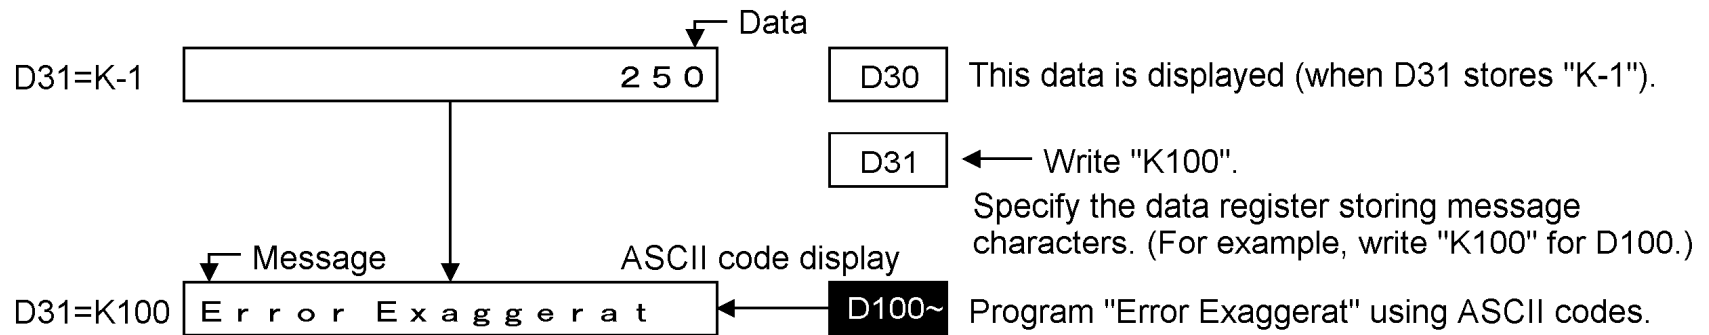 Data
D31=K-1 250 D30 This data is displayed (when D31 stores "K-1").
D31 Write "K100".
Specify the data register storing message
characters. (For example, write "K100" for D100.)
Message ASCII code display
D31=K100 Error Exaggerat D100~ Program "Error Exaggerat" using ASCII codes.